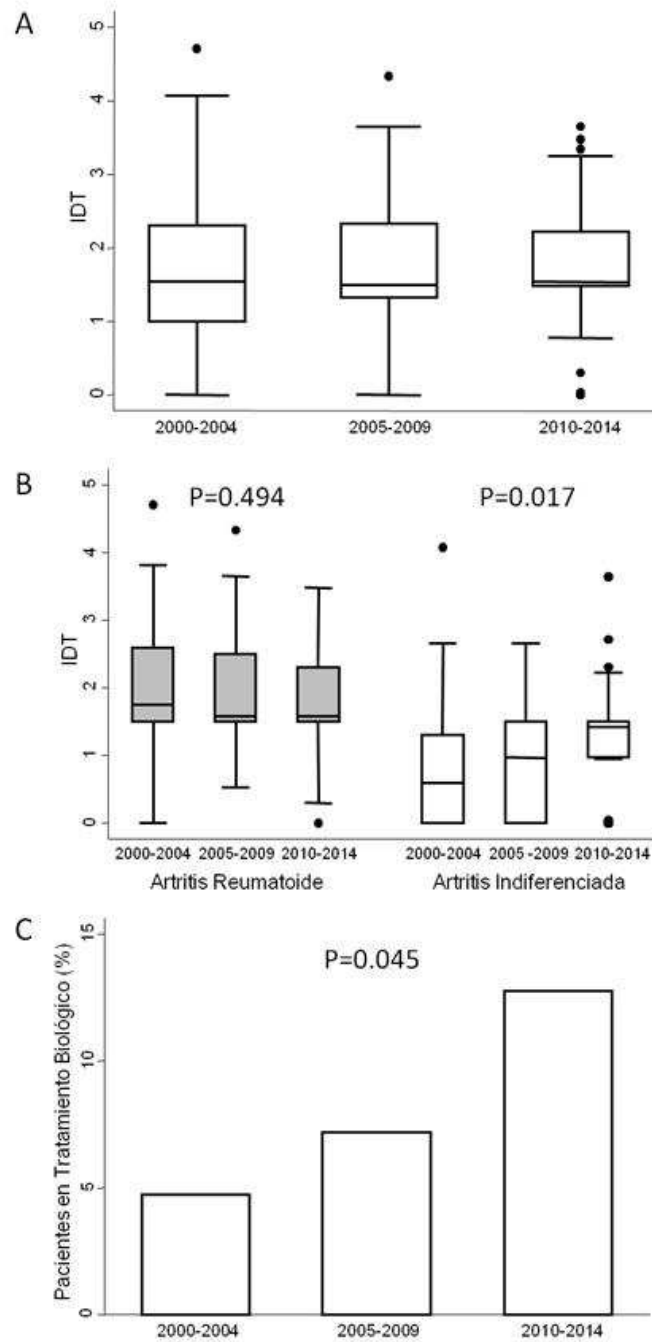 A
5
4
3
2
1
0
IDT
2000-2004
2005-2009
2010-2014
B
P=0.494
P=0.017
5
4
3
2
1
0
IDT
2000-2004
2005-2009
2010-2014
2000-2004
2005 -2009
2010-2014
Artritis Reumatoide
Artritis Indiferenciada
C
P=0.045
15
10
5
0
Pacientes en Tratamiento Biológico (%)
2000-2004
2005-2009
2010-2014